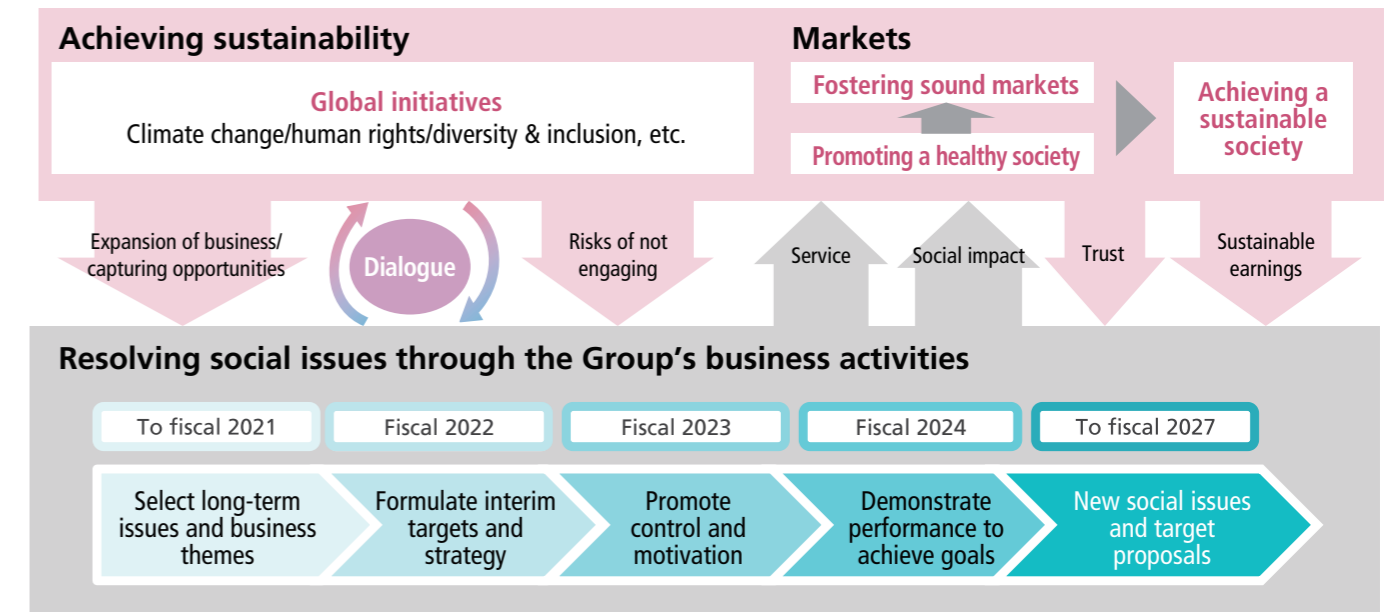 Achieving sustainability
Global initiatives
Climate change/human rights/diversity & inclusion, etc.
Markets
Fostering sound markets
Promoting a healthy society
Achieving a
sustainable
society
Expansion of business/
capturing opportunities
Dialogue
Risks of not
engaging
Service
Social impact
Trust
Sustainable
earnings
Resolving social issues through the Group's business activities
To fiscal 2021
Fiscal 2022
Fiscal 2023
Fiscal 2024
To fiscal 2027
Select long-term
issues and business
themes
Formulate interim
targets and
strategy
Promote
control and
motivation
Demonstrate
performance to
achieve goals
New social issues
and target
proposals